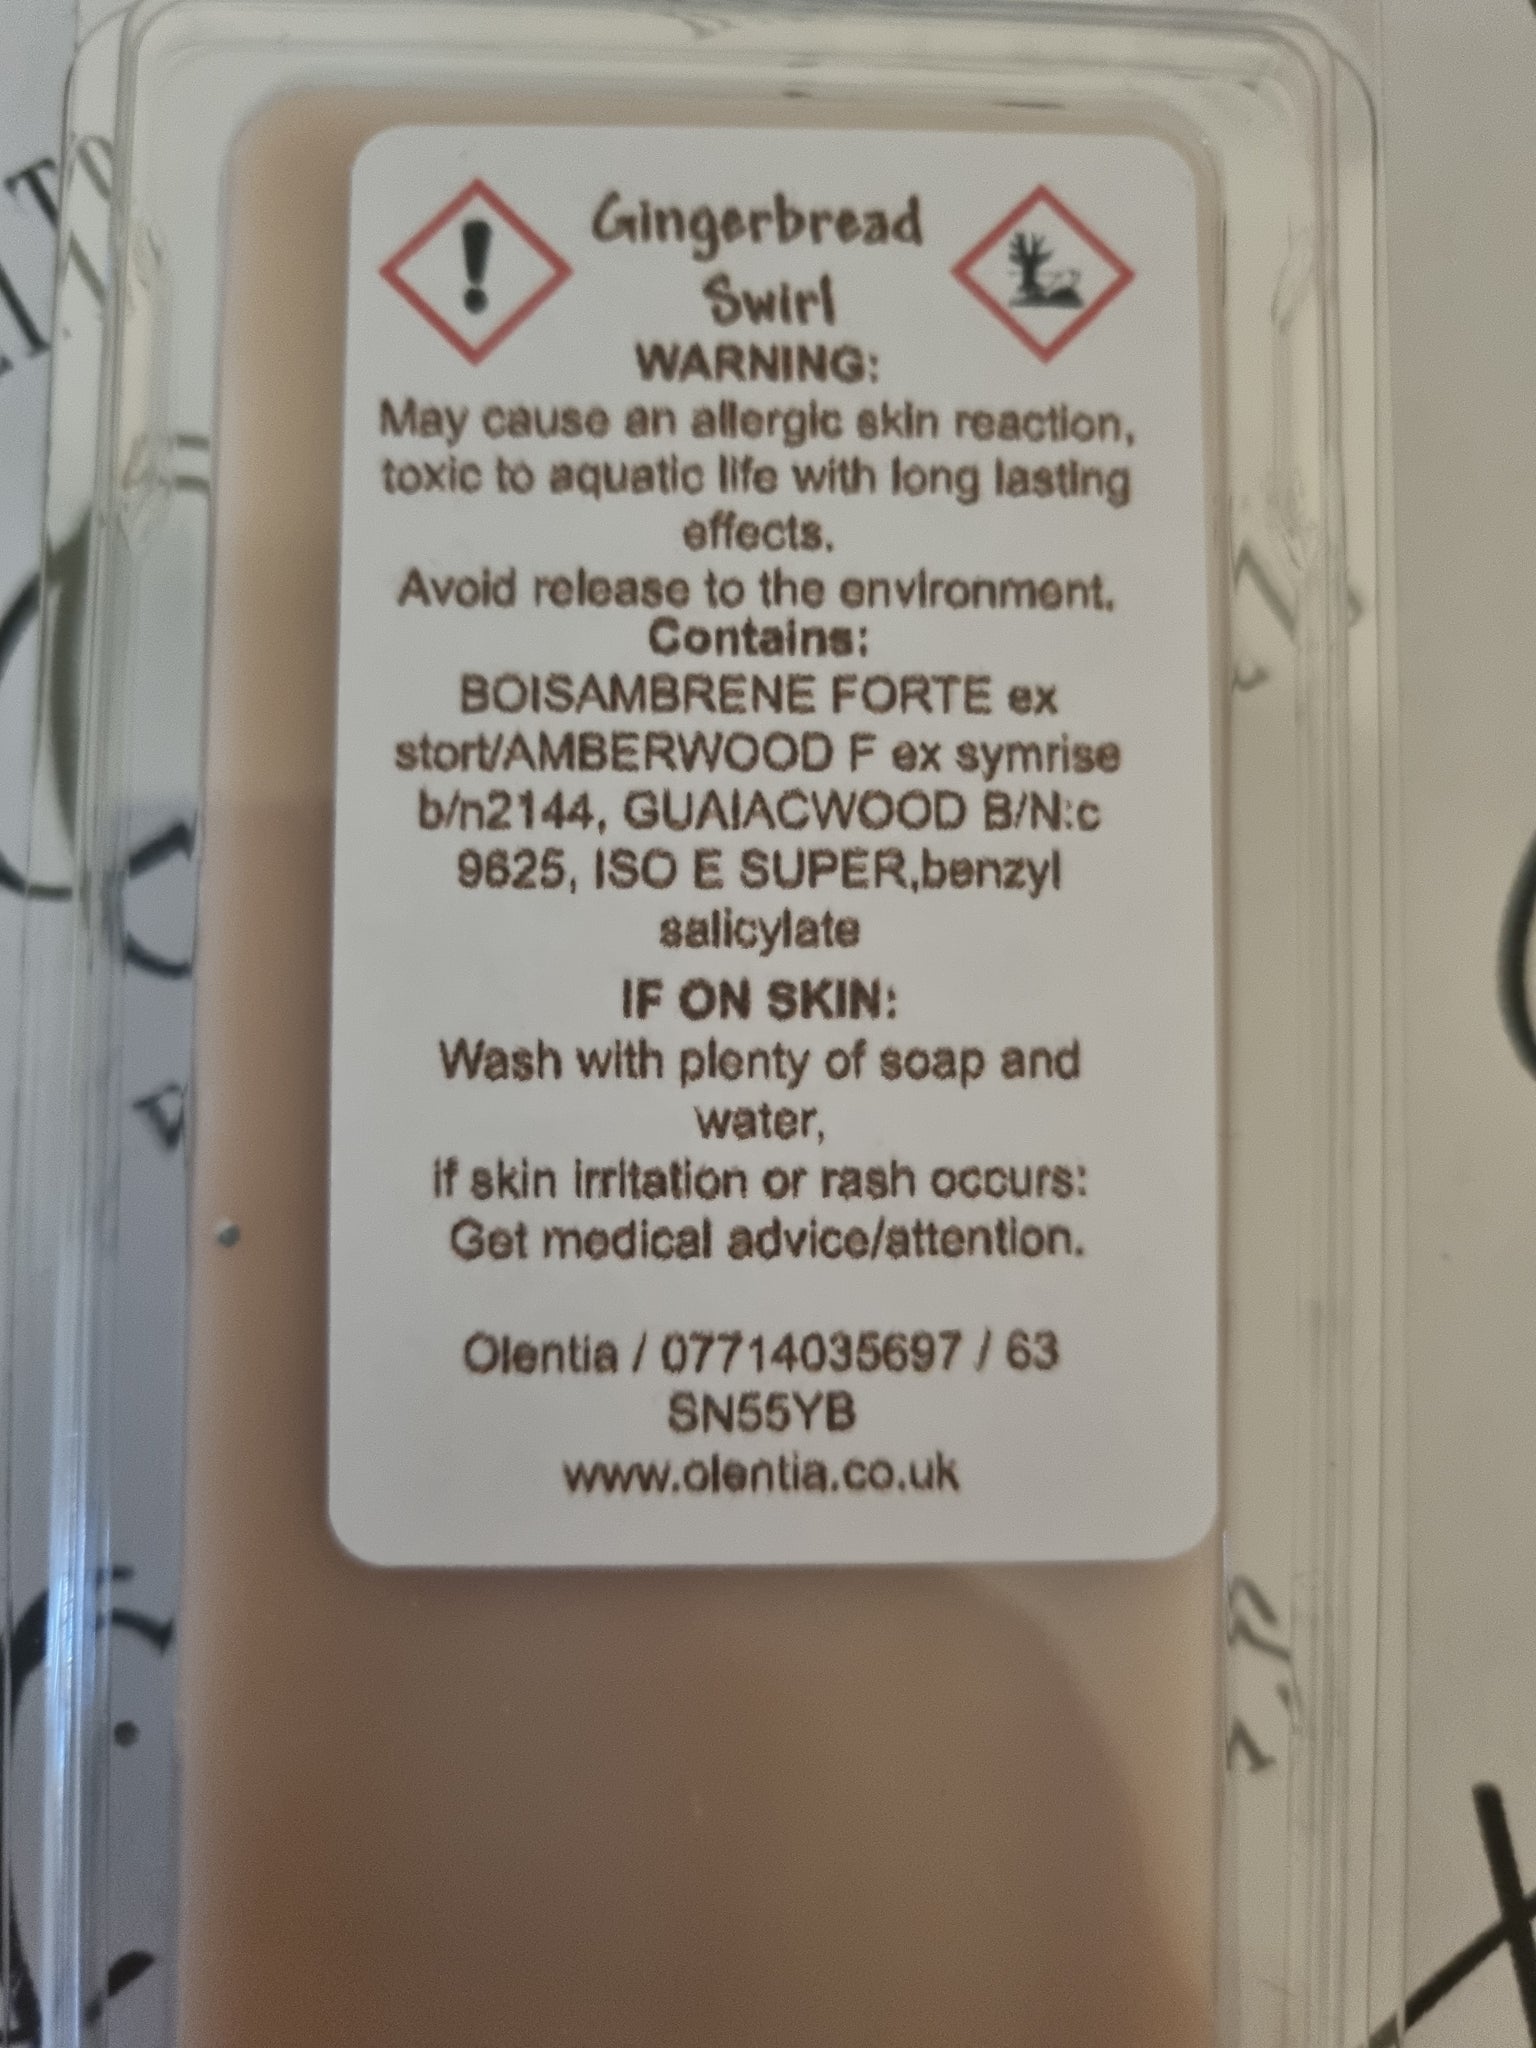 Gingerbread
Swirl
WARNING:
May cause an allergic skin reaction,
toxic to aquatic life with long lasting
effects.
Avoid release to the environment.
Contains:
BOISAMBRENE FORTE ex
stort/AMBERWOOD F ex symrise
b/n2144, GUAIACWOOD B/N:c
9625, ISO E SUPER,benzyl
salicylate
IF ON SKIN:
Wash with plenty of soap and
water,
if skin irritation or rash occurs:
Get medical advice/attention.
Olentia / 07714035697 / 63
SN55YB
www.olentia.co.uk